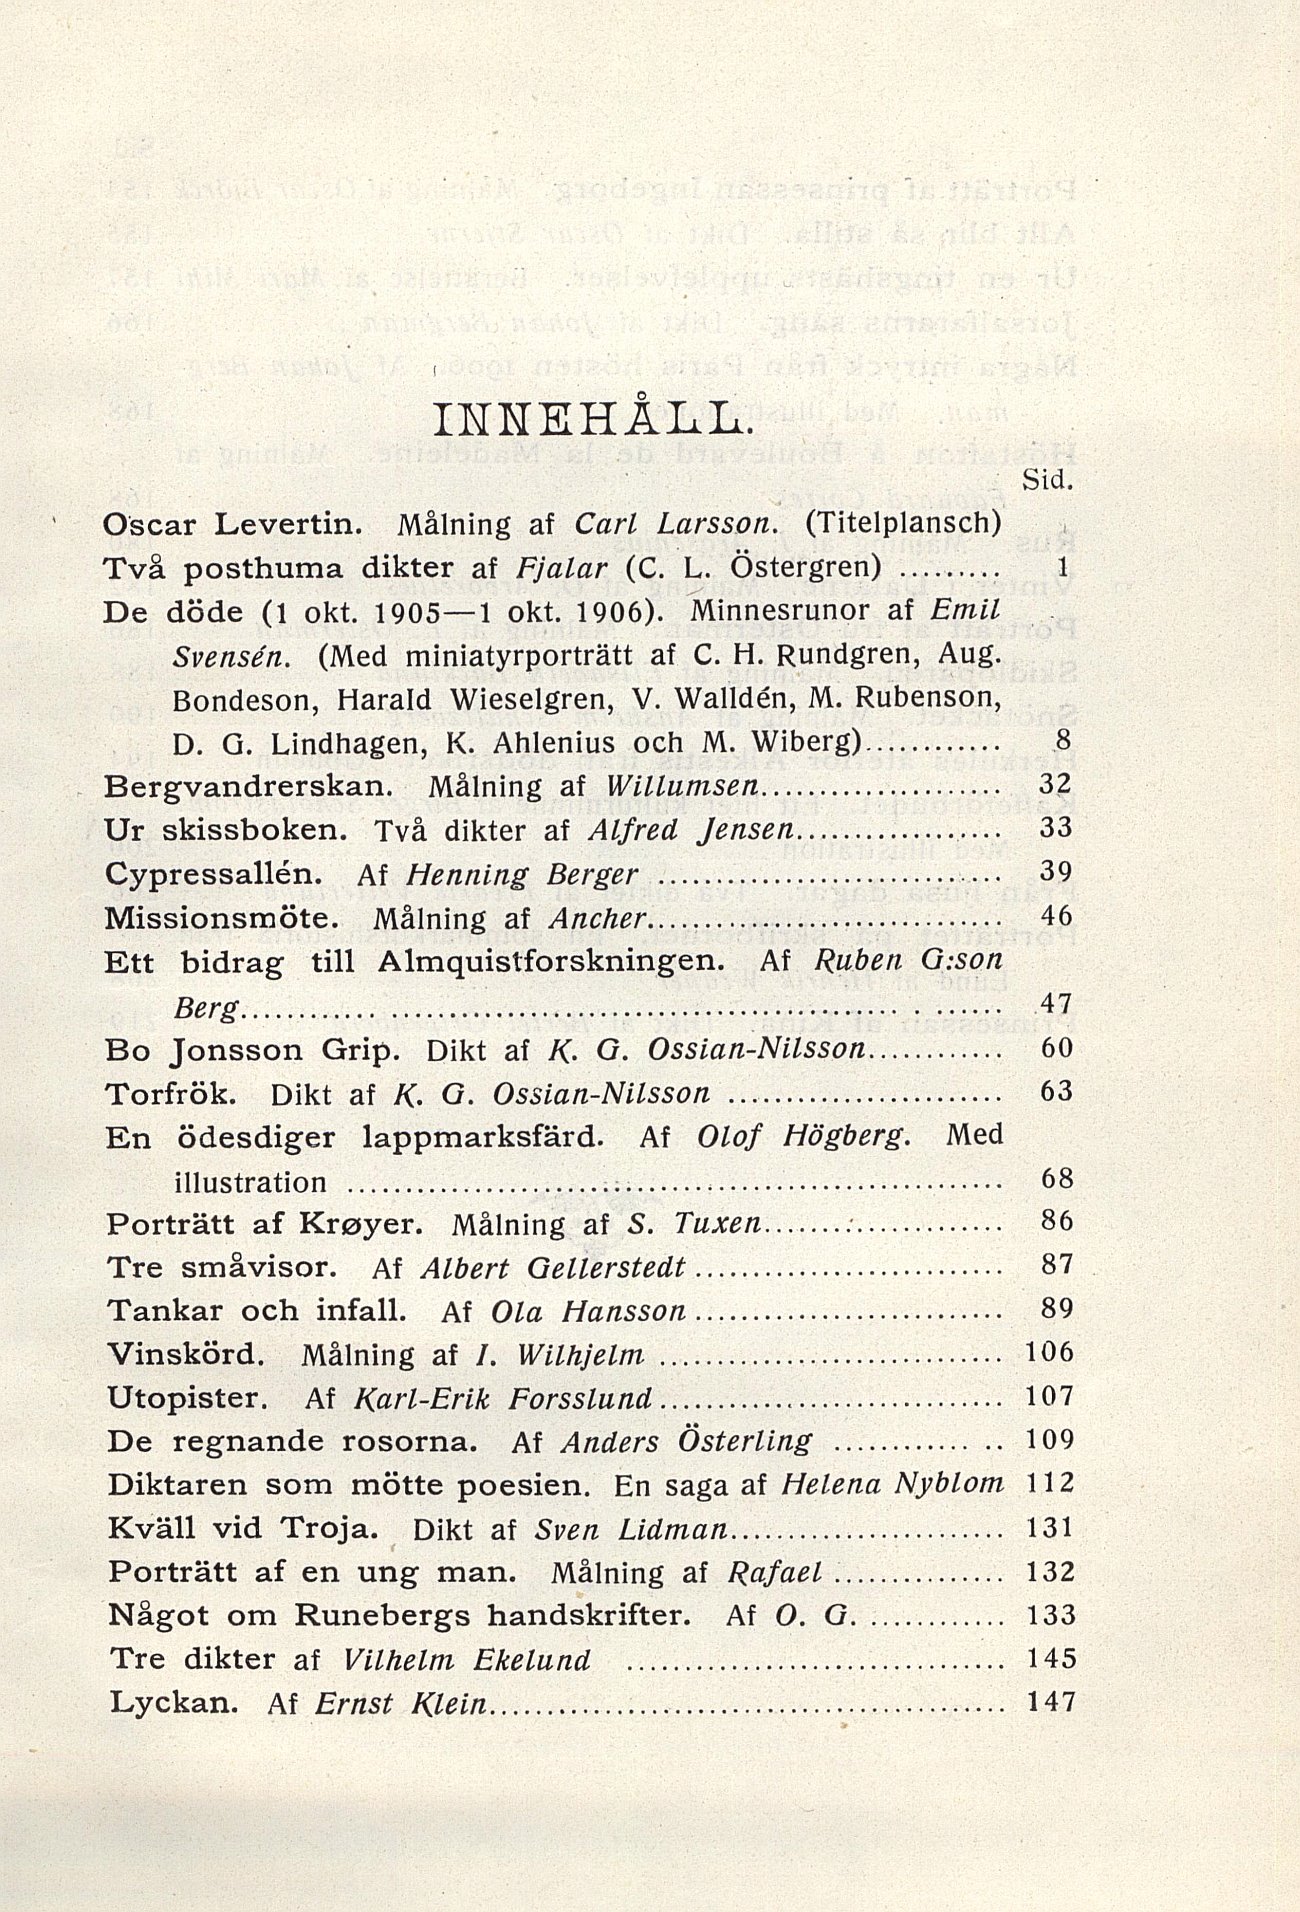 INNEHÅLL.
Sid.
Oscar Levertin. Målning af Carl Larsson. (Titelplansch)
Två posthuma dikter af Fjalar (C. L. Östergren) .......... 1
De döde (1 okt. 1905—1 okt. 1906). Minnesrunor af Emil
Svensén. (Med miniatyrporträtt af C. H. Rundgren, Aug.
Bondeson, Harald Wieselgren, V. Walldén, M. Rubenson,
D. G. Lindhagen, K. Ahlenius och M. Wiberg)............ 8
Bergvandrerskan. Målning af Willumsen..................... 32
Ur skissboken. Två dikter af Alfred Jensen.................. 33
Cypressallén. Af Henning Berger .............................. 39
Missionsmöte. Målning af Ancher............................... 46
Ett bidrag till Almquistforskningen. Af Ruben G:son
Berg.................................................................. 47
Bo Jonsson Grip. Dikt af K. G. Ossian-Nilsson............ 60
Torfrök. Dikt af K. G. Ossian-Nilsson ........................ 63
En ödesdiger lappmarksfärd. Af Olof Högberg. Med
illustration ......................................................... 68
Porträtt af Krøyer. Målning af S. Tuxen..................... 86
Tre småvisor. Af Albert Gellerstedt........................... 87
Tankar och infall. Af Ola Hansson........................... 89
Vinskörd. Målning af I. Wilhjelm .............................. 106
Utopister. Af Karl-Erik Forsslund.............................. 107
De regnande rosorna. Af Anders Österling ............... 109
Diktaren som mötte poesien. En saga af Helena Nyblom 112
Kväll vid Troja. Dikt af Sven Lidman........................ 131
Porträtt af en ung man. Målning af Rafael ............... 132
Något om Runebergs handskrifter. Af O. G. ............ 133
Tre dikter af Vilhelm Ekelund ................................. 145
Lyckan. Af Ernst Klein............................................. 147